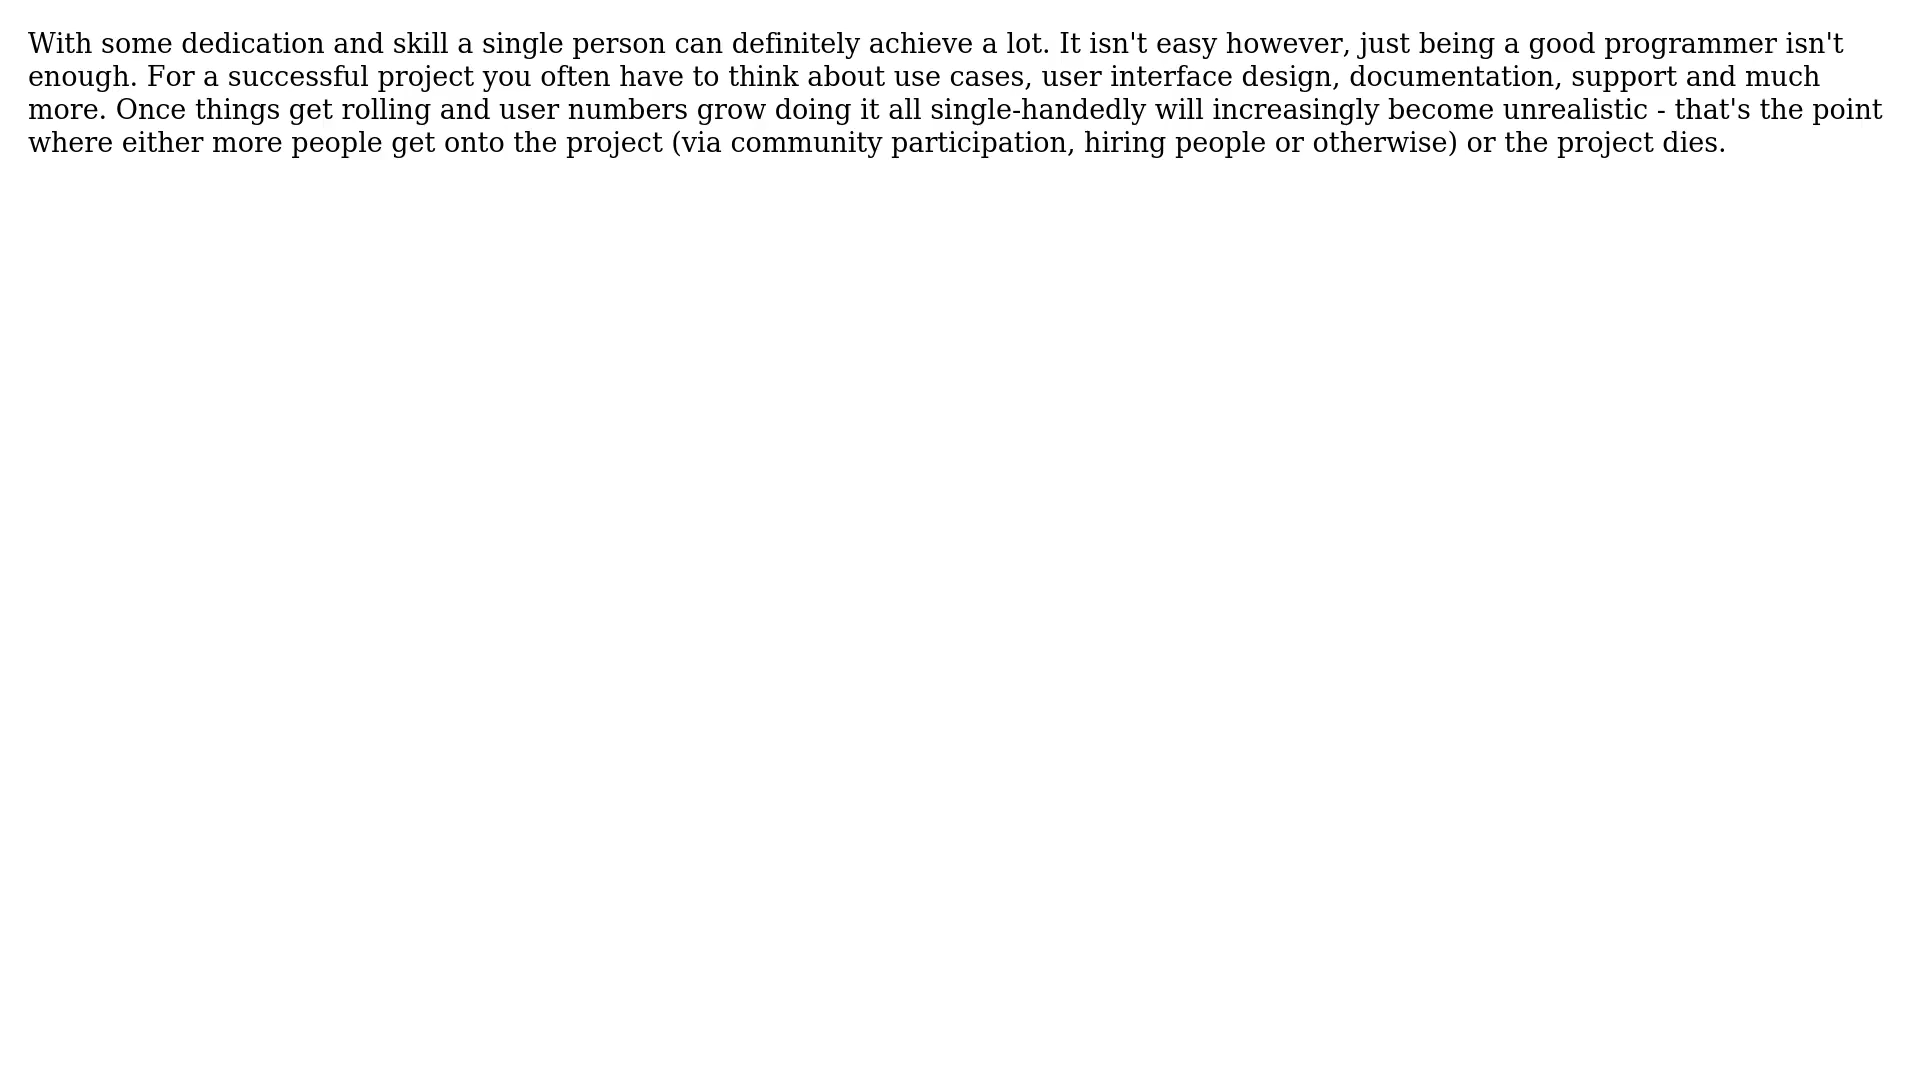 With some dedication and skill a single person can definitely achieve a lot. It isn't easy however, just being a good programmer isn't
enough. For a successful project you often have to think about use cases, user interface design, documentation, support and much
more. Once things get rolling and user numbers grow doing it all single-handedly will increasingly become unrealistic - that's the point
where either more people get onto the project (via community participation, hiring people or otherwise) or the project dies.